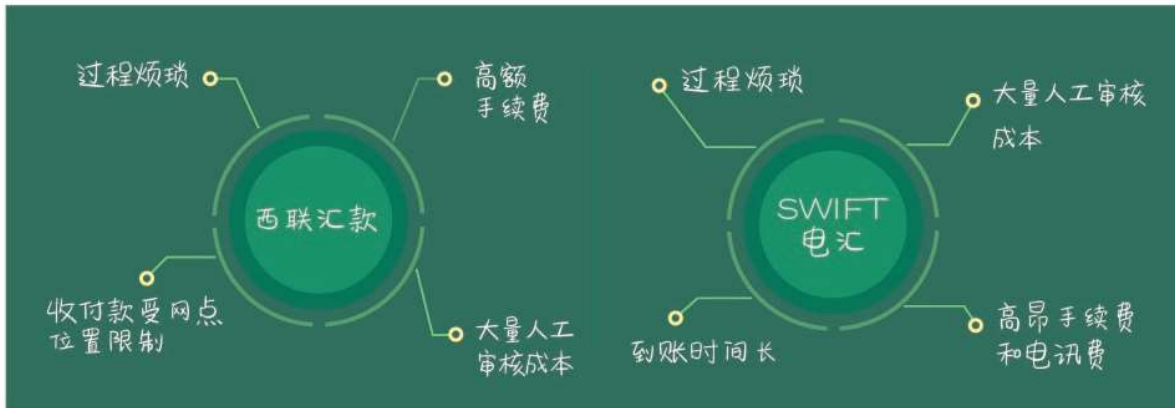 过程烦琐
高额
手续费
西联汇款
收付款受网点
位置限制
大量人工
审核成本
过程烦琐
大量人工审核
成本
SWIFT
电汇
到账时间长
高昂手续费
和电讯费